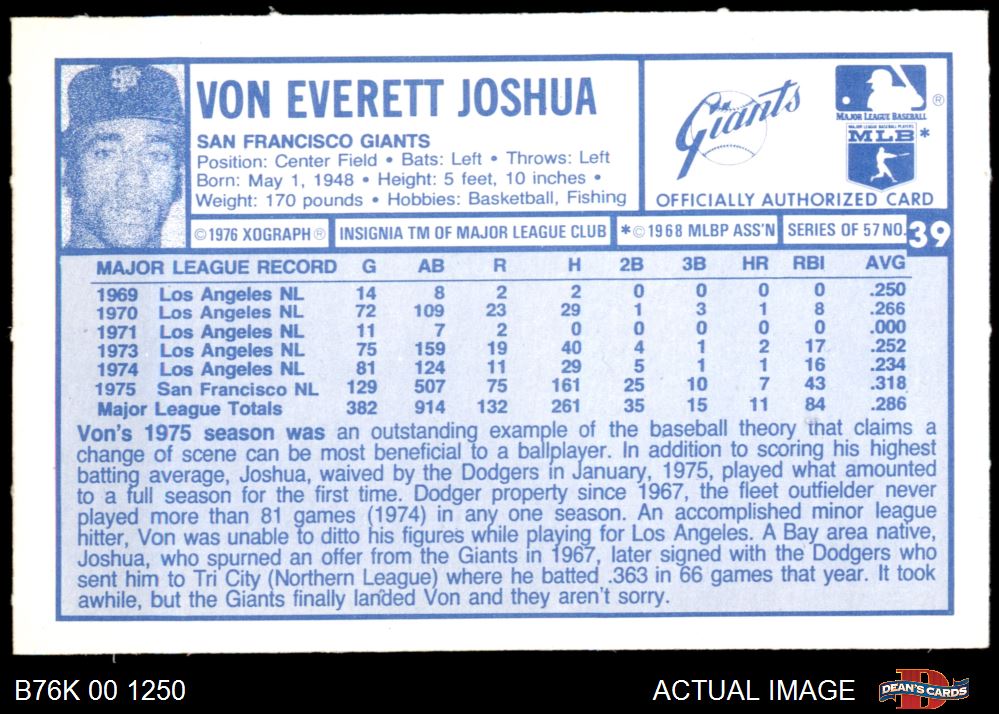 SF
VON EVERETT JOSHUA
SAN FRANCISCO GIANTS
Position: Center Field • Bats: Left • Throws: Left
Born: May 1, 1948 • Height: 5 feet, 10 inches •
Weight: 170 pounds • Hobbies: Basketball, Fishing
Giants
®
MAJOR LEAGUE BASEBALL
MAJOR LEAGUE BASEBALL PLAYERS
MLB *
OFFICIALLY AUTHORIZED CARD
©1976 XOGRAPH® INSIGNIA TM OF MAJOR LEAGUE CLUB *©1968 MLBP ASS'N SERIES OF 57 NO. 39
MAJOR LEAGUE RECORD G AB R H 2B 3B HR RBI AVG
1969 Los Angeles NL 14 8 2 2 0 0 0 0 .250
1970 Los Angeles NL 72 109 23 29 1 3 1 8 .266
1971 Los Angeles NL 11 7 2 0 0 0 0 0 .000
1973 Los Angeles NL 75 159 19 40 4 1 2 17 .252
1974 Los Angeles NL 81 124 11 29 5 1 1 16 .234
1975 San Francisco NL 129 507 75 161 25 10 7 43 .318
Major League Totals 382 914 132 261 35 15 11 84 .286
Von's 1975 season was an outstanding example of the baseball theory that claims a
change of scene can be most beneficial to a ballplayer. In addition to scoring his highest
batting average, Joshua, waived by the Dodgers in January, 1975, played what amounted
to a full season for the first time. Dodger property since 1967, the fleet outfielder never
played more than 81 games (1974) in any one season. An accomplished minor league
hitter, Von was unable to ditto his figures while playing for Los Angeles. A Bay area native,
Joshua, who spurned an offer from the Giants in 1967, later signed with the Dodgers who
sent him to Tri City (Northern League) where he batted .363 in 66 games that year. It took
awhile, but the Giants finally landed Von and they aren't sorry.
B76K 00 1250
ACTUAL IMAGE
D
DEAN'S CARDS